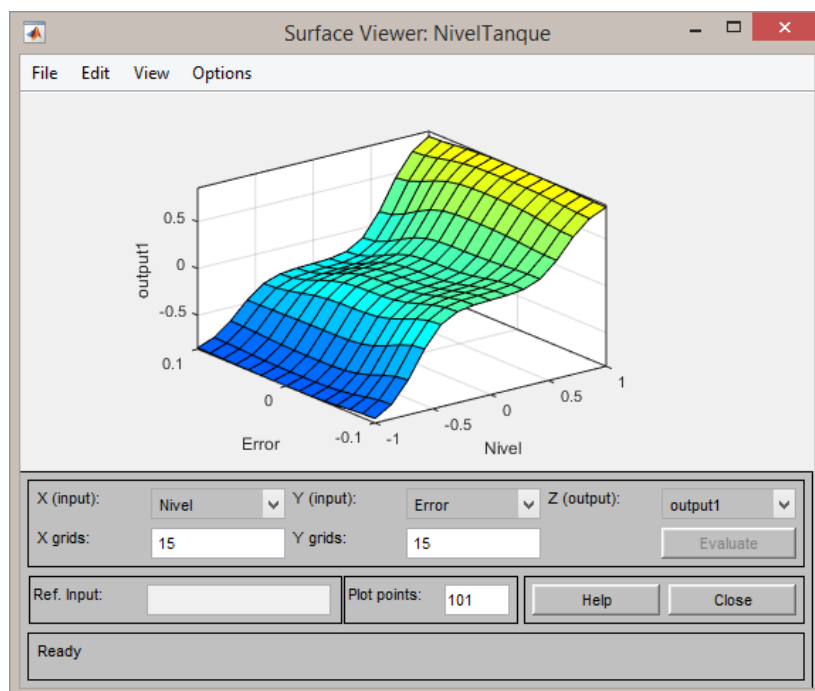 Surface Viewer: NivelTanque
File Edit View Options
0.5
0
-0.5
output1
0.1
0
-0.1
Error
-1
-0.5
0
0.5
1
Nivel
X (input): Nivel Y (input): Error Z (output): output1
X grids: 15 Y grids: 15 Evaluate
Ref. Input: Plot points: 101 Help Close
Ready